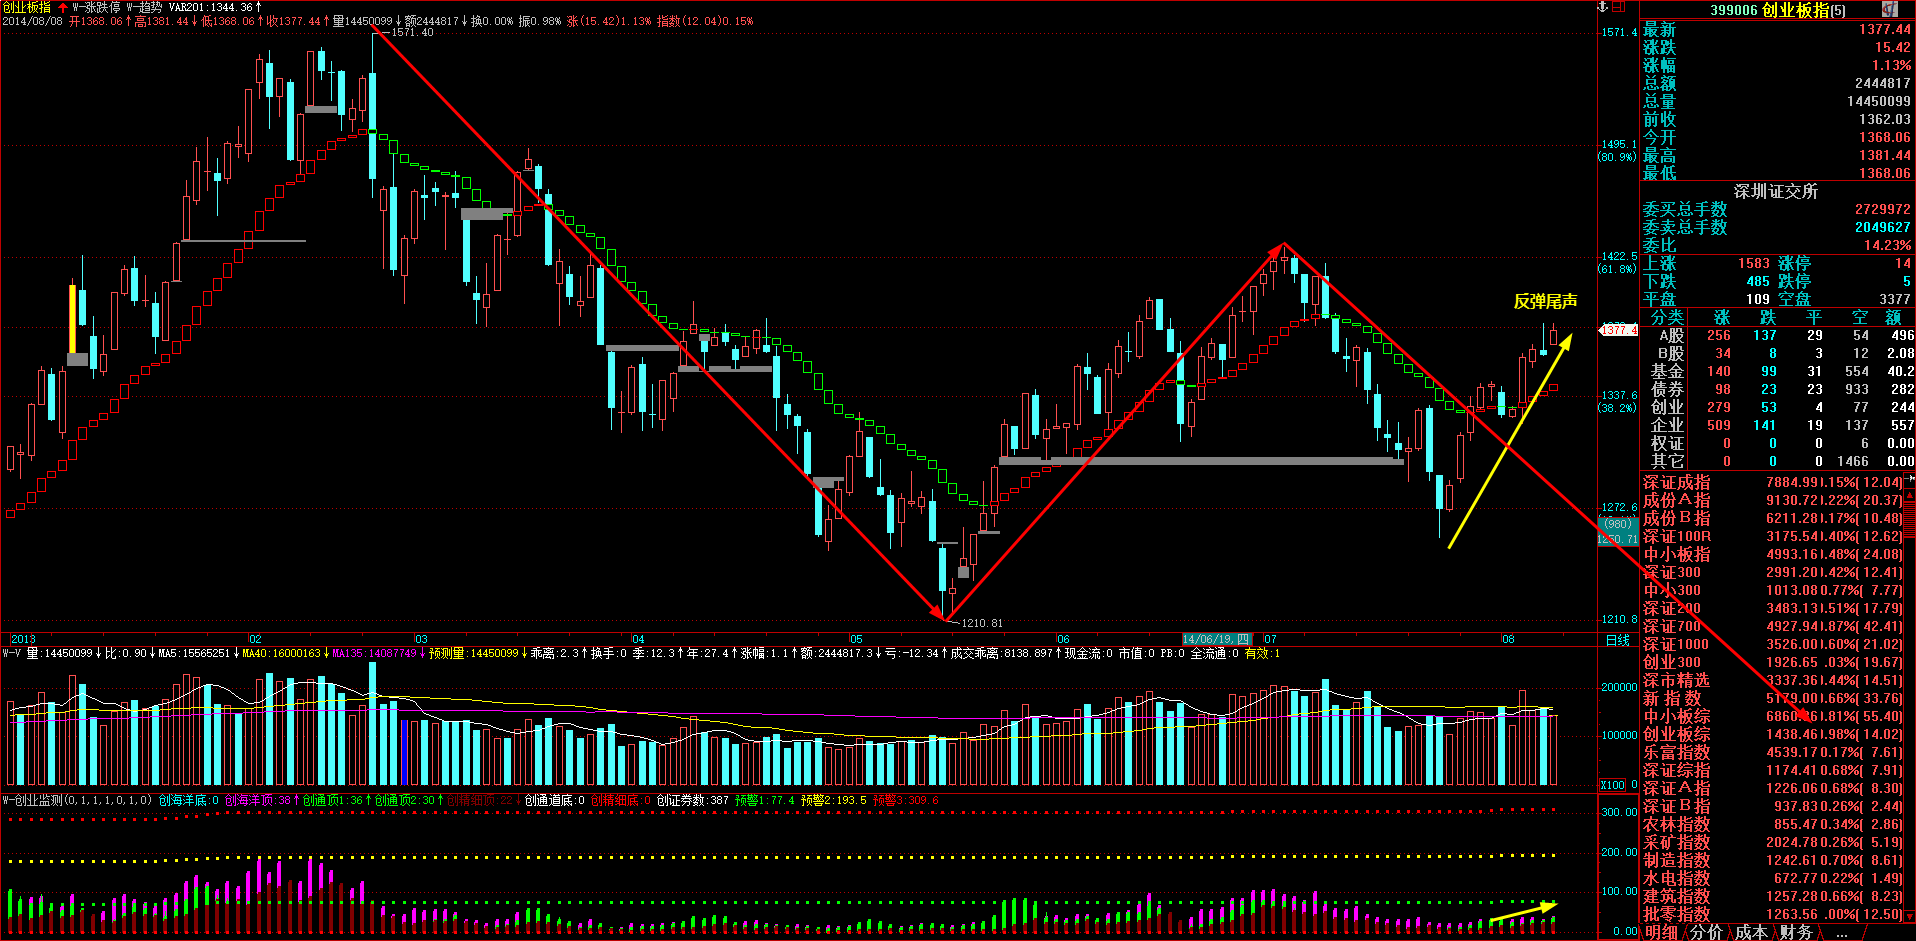 创业板指 ↑ W-涨跌停 W-趋势 VAR201:1344.36↑
2014/08/08 开1368.06↑高1381.44↓低1368.06↑收1377.44↑量14450099↓额2444817↓换0.00% 振0.98% 涨(15.42)1.13% 指数(12.04)0.15%
1571.40
1210.81
反弹尾声
1571.4
1495.1
(80.9%)
1422.5
(61.8%)
1377.4
1337.6
(38.2%)
1272.6
(980)
1250.71
1210.8
2013 02 03 04 05 06 14/06/19,四 07 08 日线
W-V 量:14450099↓比:0.90↓MA5:15565251↓MA40:16000163↓MA135:14087749↓预测量:14450099↓乖离:2.3↑换手:0 季:12.3↑年:27.4↑涨幅:1.1↑额:2444817.3↓亏:-12.34↑成交乖离:8138.897↑现金流:0 市值:0 PB:0 全流通:0 有效:1
200000
100000
X100 0
W-创业监测(0,1,1,1,0,1,0) 创海洋底:0 创海洋顶:38↑创通顶1:36↑创通顶2:30↑创精细顶:22↓创通道底:0 创精细底:0 创证券数:387 预警1:77.4 预警2:193.5 预警3:309.6
300.00
200.00
100.00
0.00
399006 创业板指(5)
最新 1377.44
涨跌 15.42
涨幅 1.13%
总额 2444817
总量 14450099
前收 1362.03
今开 1368.06
最高 1381.44
最低 1368.06
深圳证交所
委买总手数 2729972
委卖总手数 2049627
委比 14.23%
上涨 1583 涨停 14
下跌 485 跌停 5
平盘 109 空盘 3377
分类 涨 跌 平 空 额
A股 256 137 29 54 496
B股 34 8 3 12 2.08
基金 140 99 31 554 40.2
债券 98 23 23 933 282
创业 279 53 4 77 244
企业 509 141 19 137 557
权证 0 0 0 6 0.00
其它 0 0 0 1466 0.00
深证成指 7884.99 .15%[ 12.04]
成份A指 9130.72 .22%[ 20.37]
成份B指 6211.28 .17%[ 10.48]
深证100R 3175.54 .40%[ 12.62]
中小板指 4993.16 .48%[ 24.08]
深证300 2991.20 .42%[ 12.41]
中小300 1013.08 0.77%[ 7.77]
深证200 3483.13 .51%[ 17.79]
深证700 4927.94 .87%[ 42.41]
深证1000 3526.00 .60%[ 21.02]
创业300 1926.65 .03%[ 19.67]
深市精选 3337.36 .44%[ 14.51]
新指数 5179.00 .66%[ 33.76]
中小板综 6860. .81%[ 55.40]
创业板综 1438.46 .98%[ 14.02]
乐富指数 4539.17 0.17%[ 7.61]
深证综指 1174.41 0.68%[ 7.91]
深证A指 1226.06 0.68%[ 8.30]
深证B指 937.83 0.26%[ 2.44]
农林指数 855.47 0.34%[ 2.86]
采矿指数 2024.78 0.26%[ 5.19]
制造指数 1242.61 0.70%[ 8.61]
水电指数 672.77 0.22%[ 1.49]
建筑指数 1257.28 0.66%[ 8.23]
批零指数 1263.56 .00%[ 12.50]
明细 分价 成本 财务 ...